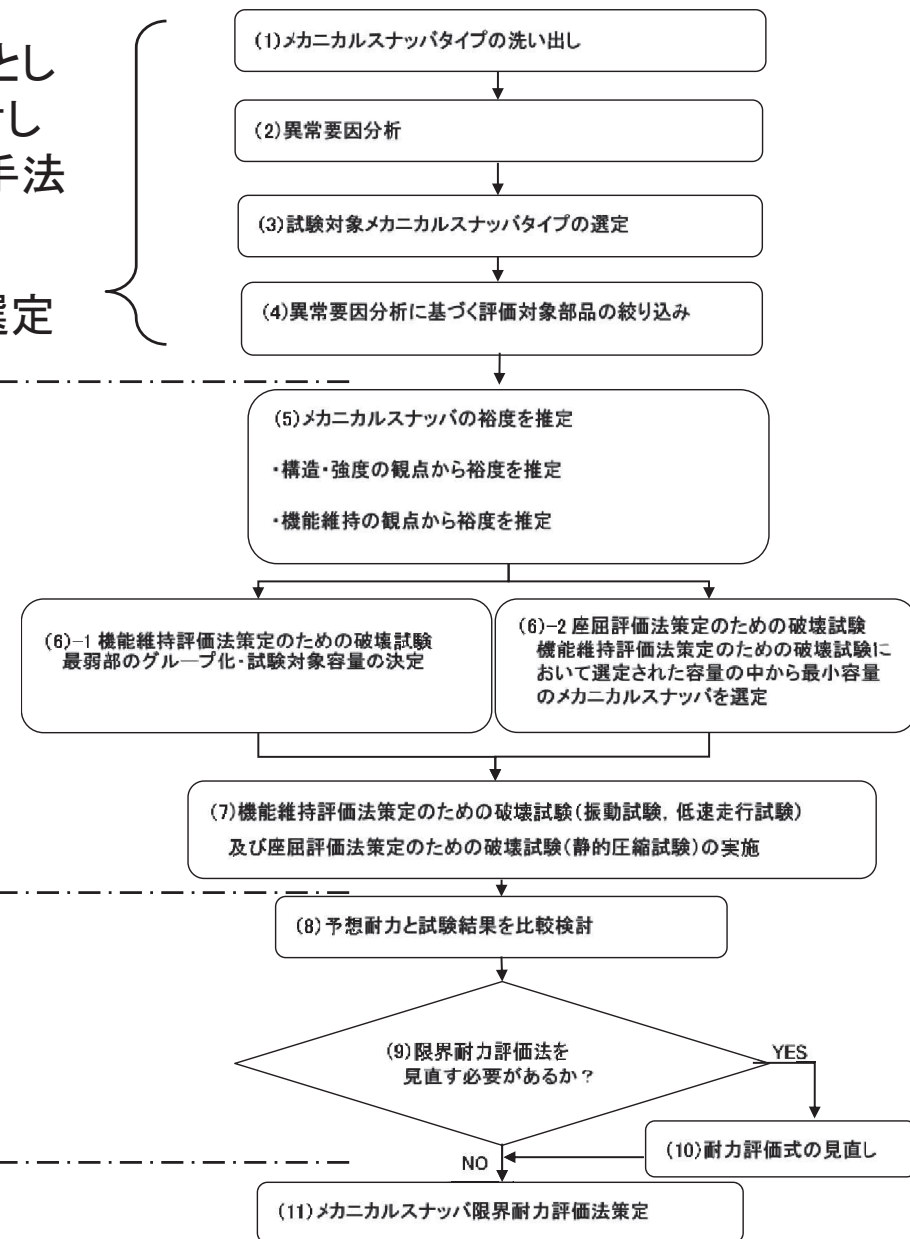 とし
けし
手法
選定
(1)メカニカルスナッパタイプの洗い出し
(2)異常要因分析
(3)試験対象メカニカルスナッパタイプの選定
(4)異常要因分析に基づく評価対象部品の絞り込み
(5)メカニカルスナッパの裕度を推定
・構造・強度の観点から裕度を推定
・機能維持の観点から裕度を推定
(6)-1 機能維持評価法策定のための破壊試験
最弱部のグループ化・試験対象容量の決定
(6)-2 座屈評価法策定のための破壊試験
機能維持評価法策定のための破壊試験に
おいて選定された容量の中から最小容量
のメカニカルスナッパを選定
(7)機能維持評価法策定のための破壊試験(振動試験, 低速走行試験)
及び座屈評価法策定のための破壊試験(静的圧縮試験)の実施
(8)予想耐力と試験結果を比較検討
(9)限界耐力評価法を
見直す必要があるか?
YES
(10)耐力評価式の見直し
NO
(11)メカニカルスナッパ限界耐力評価法策定